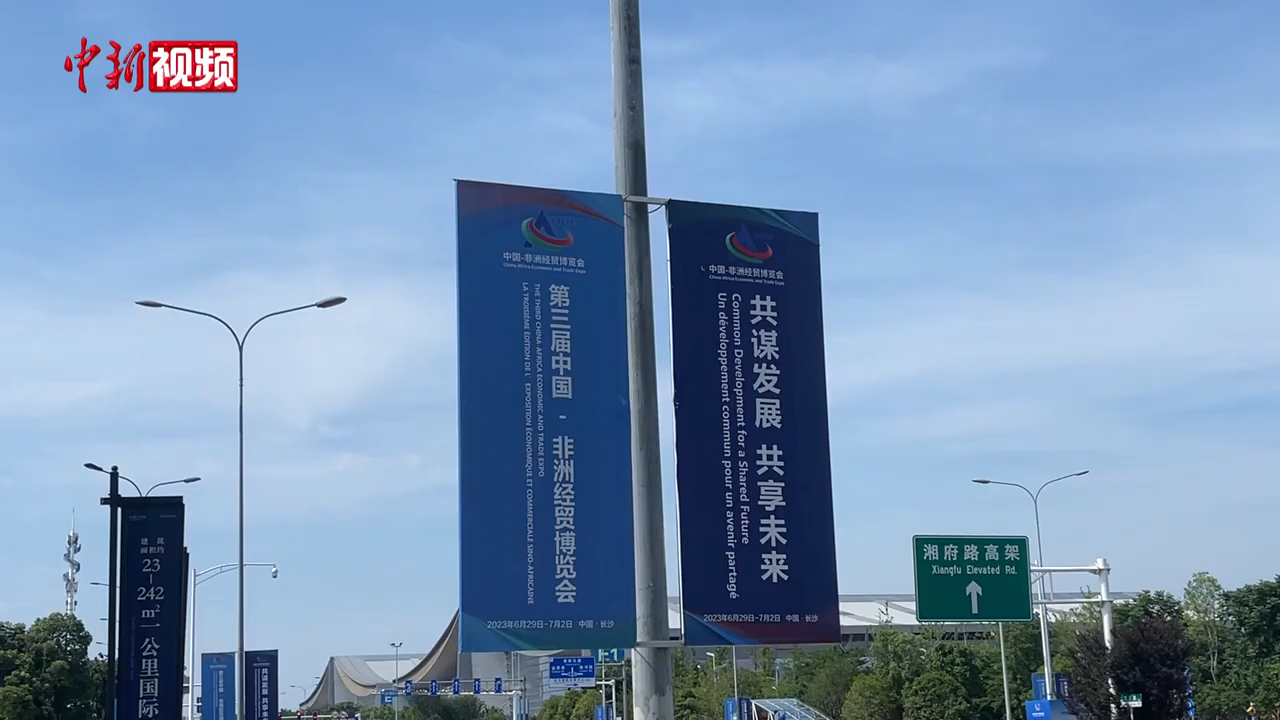 中新视频
中国-非洲经贸博览会
China-Africa Economic and Trade Expo
第三届中国 - 非洲经贸博览会
THE THIRD CHINA-AFRICA ECONOMIC AND TRADE EXPO
LA TROISIÈME ÉDITION DE L' EXPOSITION ÉCONOMIQUE ET COMMERCIALE SINO-AFRICAINE
2023年6月29日~7月2日 中国·长沙
中国-非洲经贸博览会
China-Africa Economic and Trade Expo
共谋发展 共享未来
Common Development for a Shared Future
Un développement commun pour un avenir partagé
2023年6月29日~7月2日 中国·长沙
湘府路高架
Xiangfu Elevated Rd.
建筑
面积约
23
242
m²
一公里国际